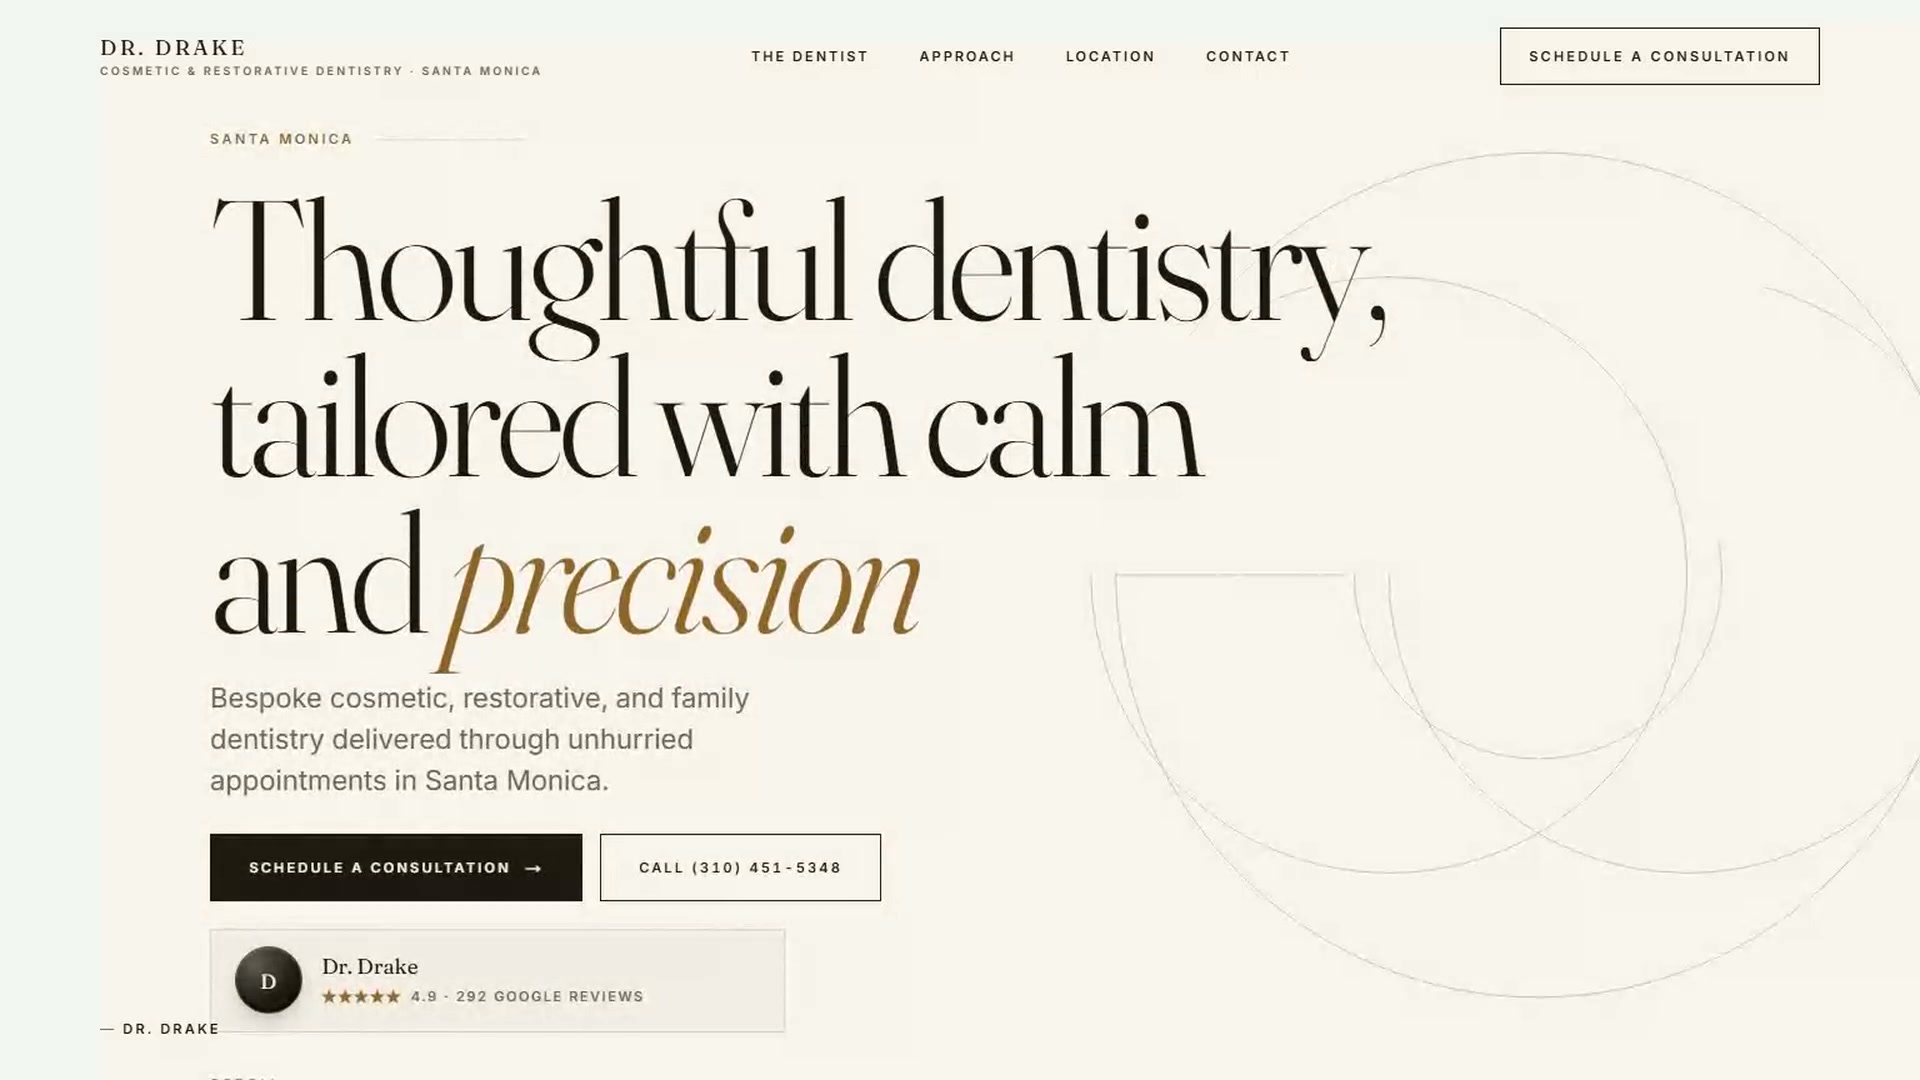 DR. DRAKE
COSMETIC & RESTORATIVE DENTISTRY · SANTA MONICA
THE DENTIST
APPROACH
LOCATION
CONTACT
SCHEDULE A CONSULTATION
SANTA MONICA
Thoughtful dentistry,
tailored with calm
and precision
Bespoke cosmetic, restorative, and family
dentistry delivered through unhurried
appointments in Santa Monica.
SCHEDULE A CONSULTATION →
CALL (310) 451-5348
D
Dr. Drake
★★★★★ 4.9 · 292 GOOGLE REVIEWS
— DR. DRAKE